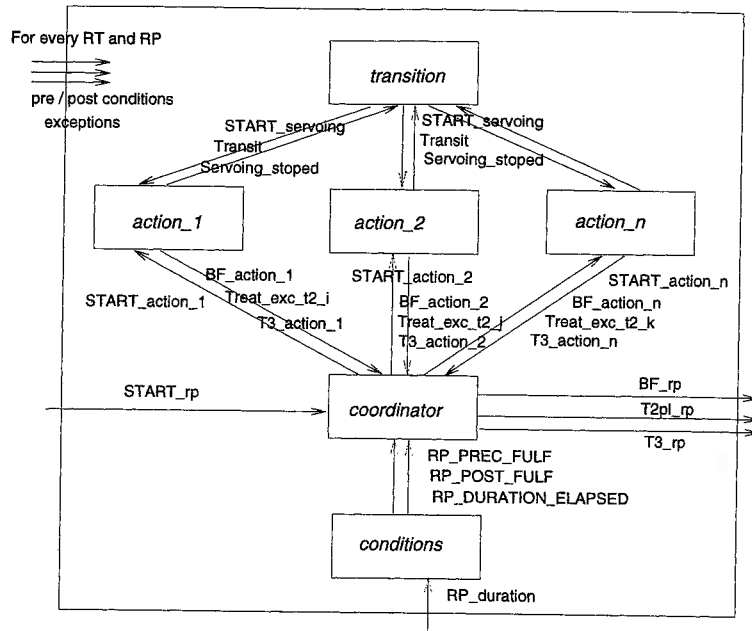 For every RT and RP
pre / post conditions
exceptions
transition
START_servoing
Transit
Servoing_stoped
START_servoing
Transit
Servoing_stoped
action_1
action_2
action_n
BF_action_1
START_action_1
Treat_exc_t2_i
T3_action_1
START_action_2
BF_action_2
Treat_exc_t2_j
T3_action_2
START_action_n
BF_action_n
Treat_exc_t2_k
T3_action_n
START_rp
coordinator
BF_rp
T2pl_rp
T3_rp
RP_PREC_FULF
RP_POST_FULF
RP_DURATION_ELAPSED
conditions
RP_duration